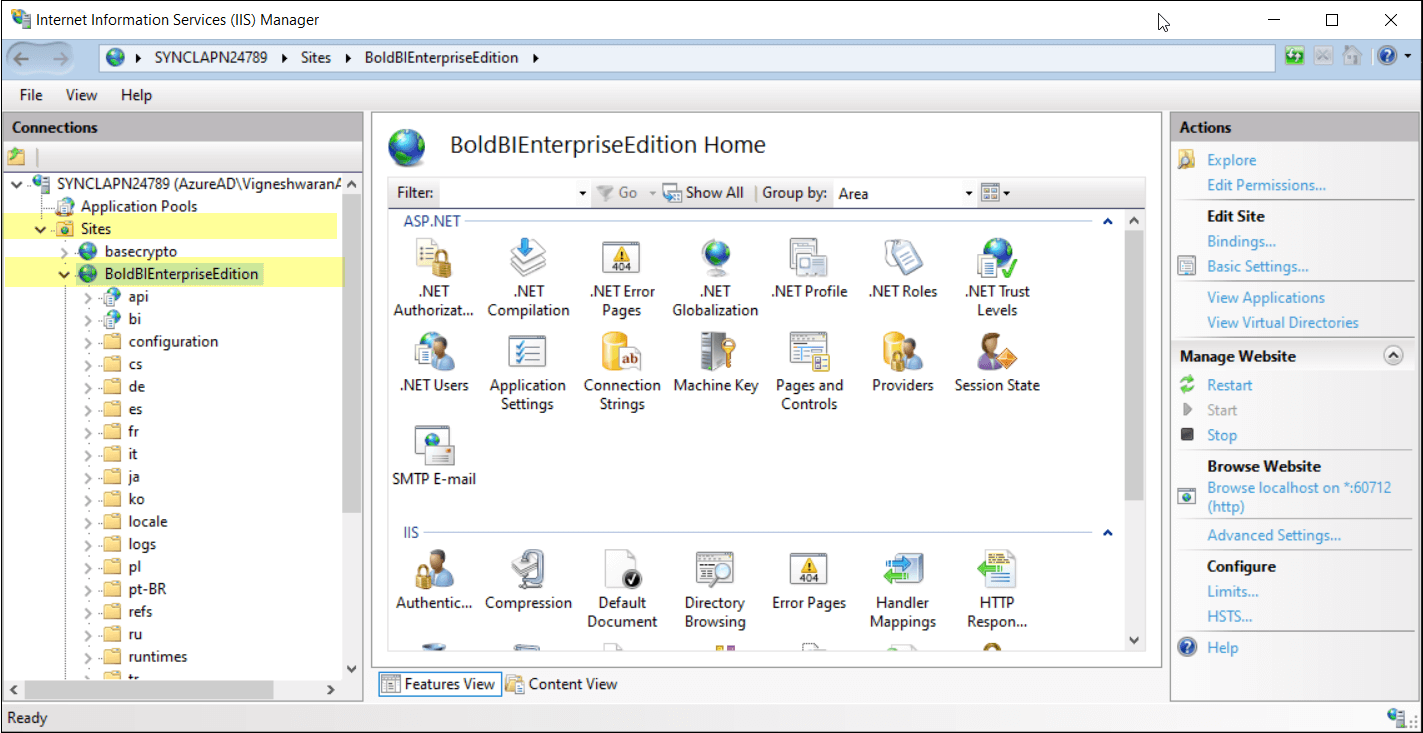 Internet Information Services (IIS) Manager
SYNCLAPN24789 Sites BoldBIEnterpriseEdition
File View Help
Connections
SYNCLAPN24789 (AzureAD\Vigneshwaran
Application Pools
Sites
basecrypto
BoldBIEnterpriseEdition
api
bi
configuration
cs
de
es
fr
it
ja
ko
locale
logs
pl
pt-BR
refs
ru
runtimes
BoldBIEnterpriseEdition Home
Filter: Go Show All Group by: Area
ASP.NET
.NET Authorizat...
.NET Compilation
404
.NET Error Pages
.NET Globalization
.NET Profile
.NET Roles
.NET Trust Levels
.NET Users
Application Settings
ab
Connection Strings
Machine Key
Pages and Controls
Providers
Session State
SMTP E-mail
IIS
Authentic...
Compression
Default Document
Directory Browsing
404
Error Pages
Handler Mappings
HTTP Respon...
Features View Content View
Actions
Explore
Edit Permissions...
Edit Site
Bindings...
Basic Settings...
View Applications
View Virtual Directories
Manage Website
Restart
Start
Stop
Browse Website
Browse localhost on *:60712
(http)
Advanced Settings...
Configure
Limits...
HSTS...
Help
Ready